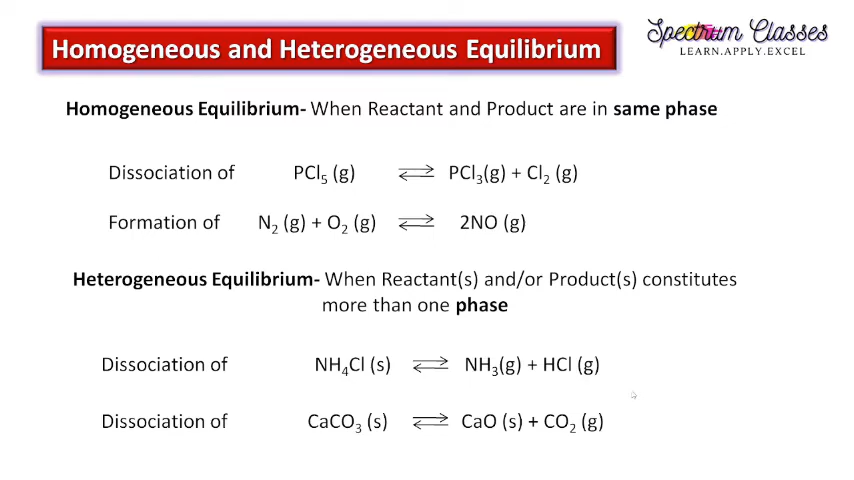 Homogeneous and Heterogeneous Equilibrium
Spectrum Classes
LEARN.APPLY.EXCEL
Homogeneous Equilibrium- When Reactant and Product are in same phase
Dissociation of PCl₅ (g) ⇌ PCl₃(g) + Cl₂ (g)
Formation of N₂ (g) + O₂ (g) ⇌ 2NO (g)
Heterogeneous Equilibrium- When Reactant(s) and/or Product(s) constitutes
more than one phase
Dissociation of NH₄Cl (s) ⇌ NH₃(g) + HCl (g)
Dissociation of CaCO₃ (s) ⇌ CaO (s) + CO₂ (g)